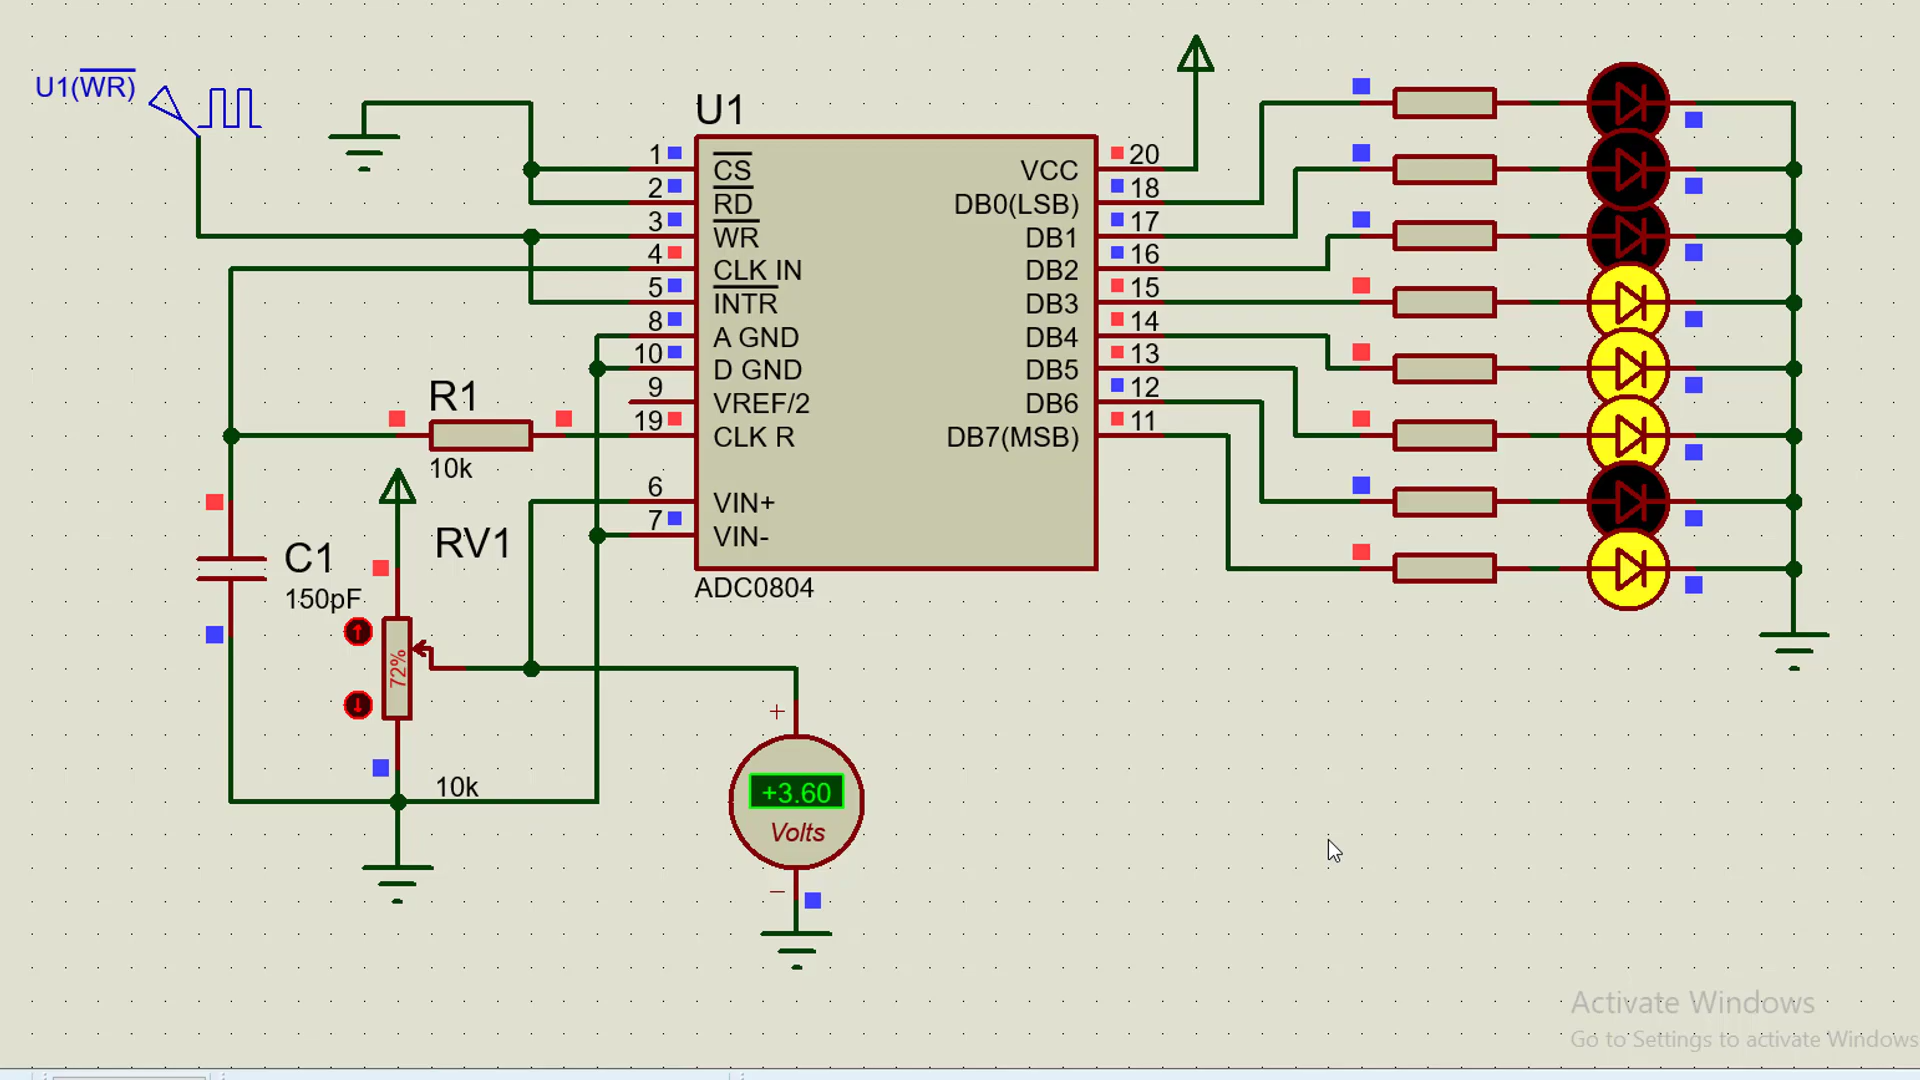 U1(WR)
U1
1
CS
2
RD
3
WR
4
CLK IN
5
INTR
8
A GND
10
D GND
9
VREF/2
19
CLK R
6
VIN+
7
VIN-
VCC
20
DB0(LSB)
18
DB1
17
DB2
16
DB3
15
DB4
14
DB5
13
DB6
12
DB7(MSB)
11
ADC0804
R1
10k
C1
150pF
RV1
72%
10k
+
+3.60
Volts
−
Activate Windows
Go to Settings to activate Windows